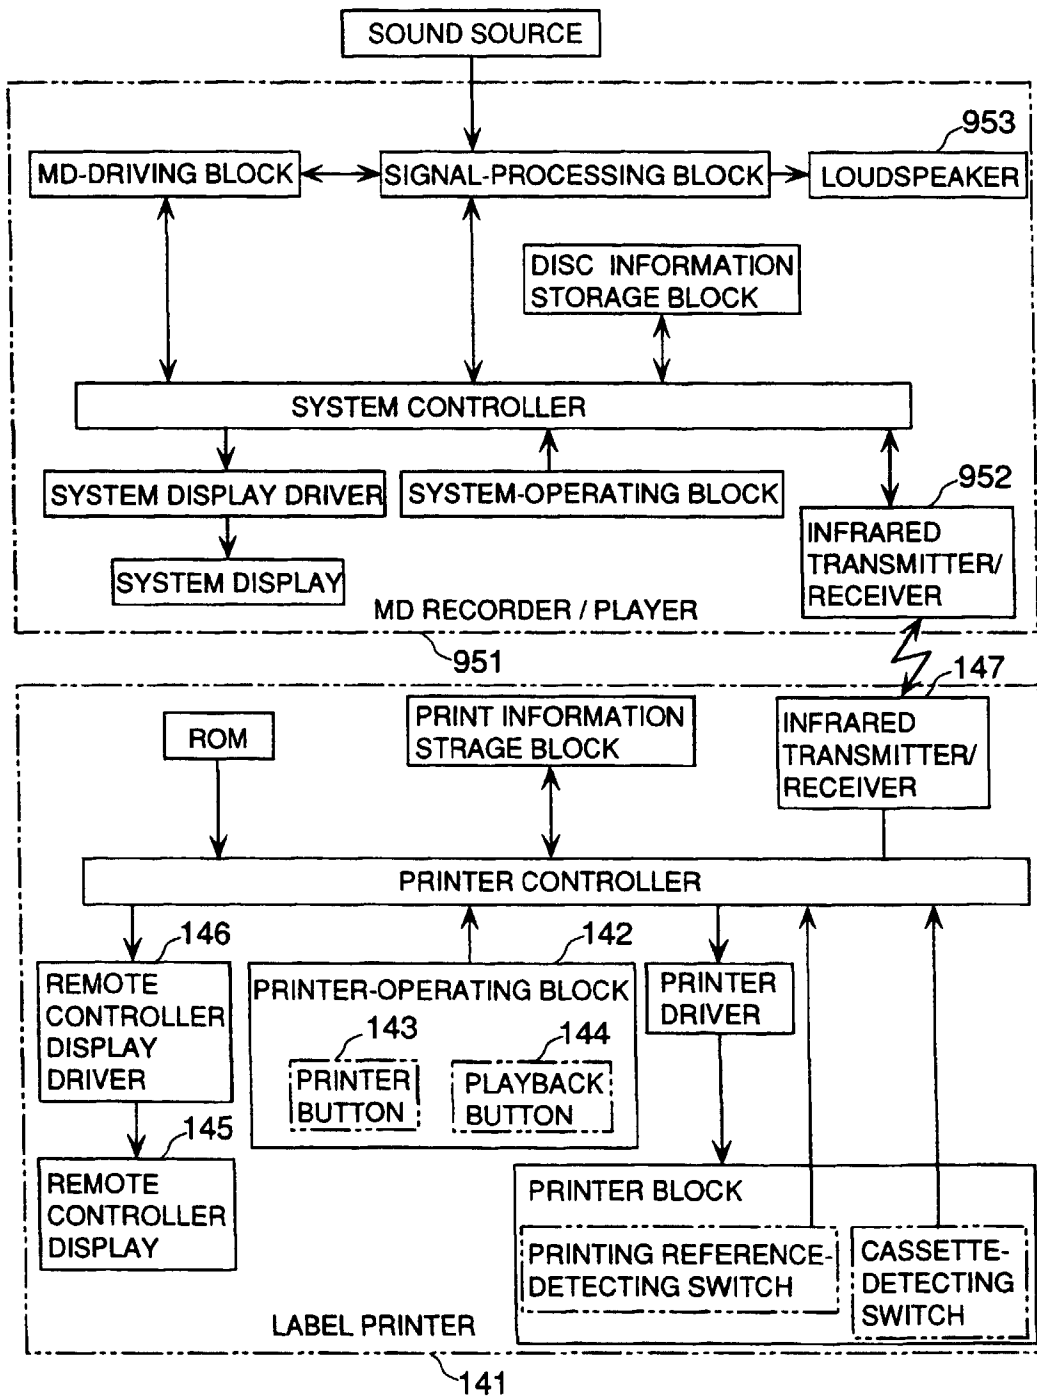 SOUND SOURCE
953
MD-DRIVING BLOCK
SIGNAL-PROCESSING BLOCK
LOUDSPEAKER
DISC INFORMATION
STORAGE BLOCK
SYSTEM CONTROLLER
SYSTEM DISPLAY DRIVER
SYSTEM-OPERATING BLOCK
952
INFRARED
TRANSMITTER/
RECEIVER
SYSTEM DISPLAY
MD RECORDER / PLAYER
951
147
ROM
PRINT INFORMATION
STRAGE BLOCK
INFRARED
TRANSMITTER/
RECEIVER
PRINTER CONTROLLER
146
REMOTE
CONTROLLER
DISPLAY
DRIVER
142
PRINTER-OPERATING BLOCK
143
PRINTER
BUTTON
144
PLAYBACK
BUTTON
PRINTER
DRIVER
145
REMOTE
CONTROLLER
DISPLAY
PRINTER BLOCK
PRINTING REFERENCE-
DETECTING SWITCH
CASSETTE-
DETECTING
SWITCH
LABEL PRINTER
141